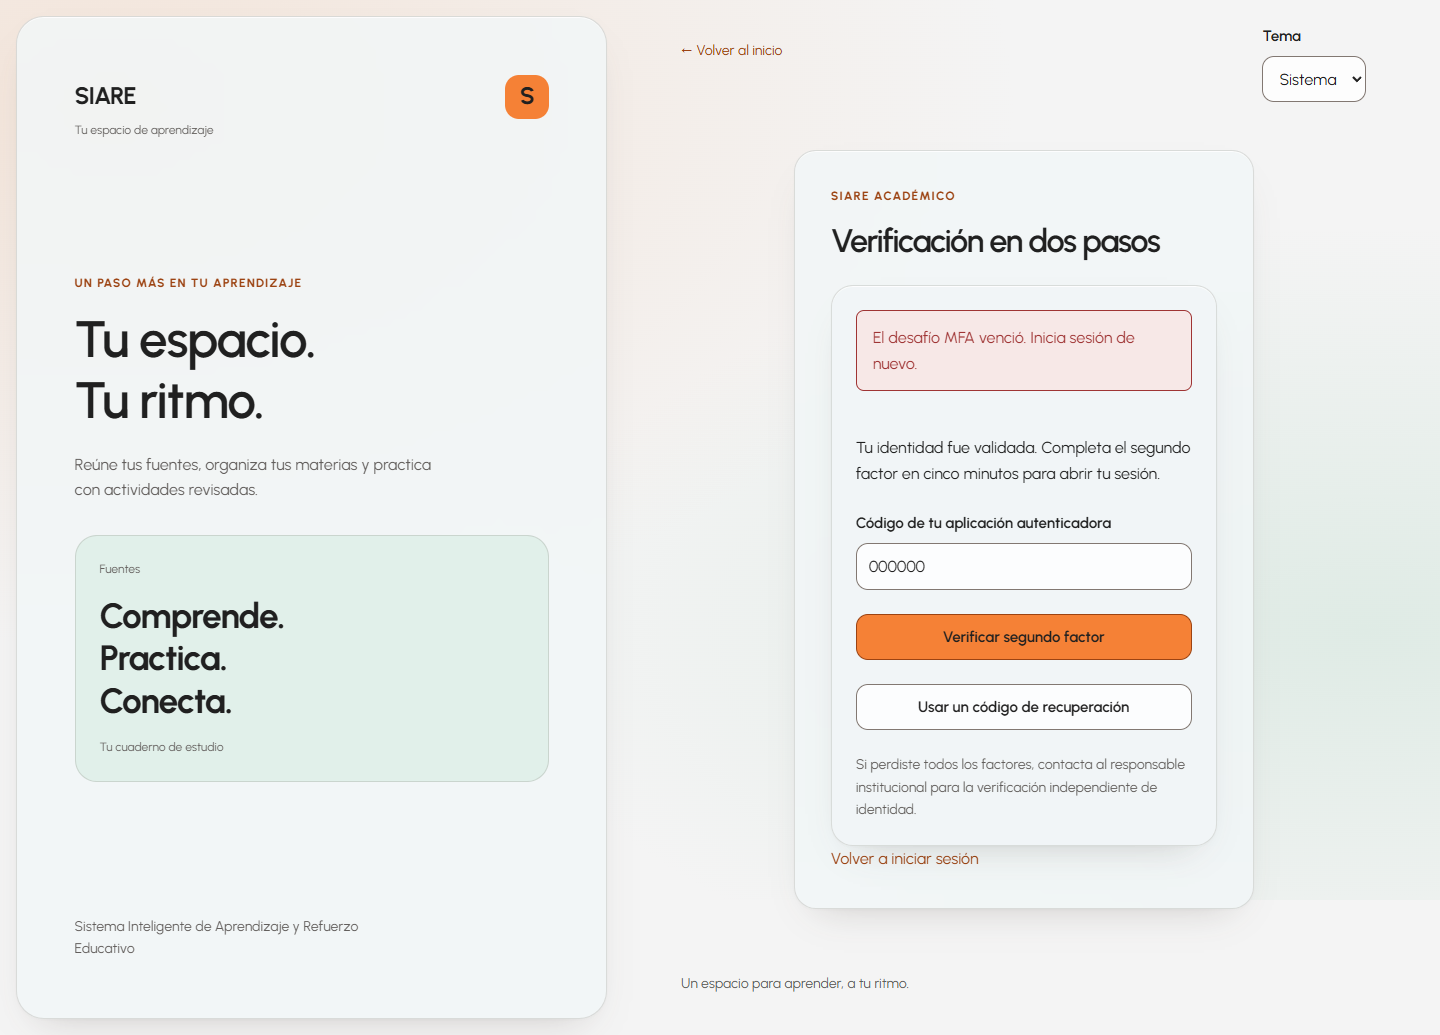 SIARE
S
Tu espacio de aprendizaje
UN PASO MÁS EN TU APRENDIZAJE
Tu espacio.
Tu ritmo.
Reúne tus fuentes, organiza tus materias y practica
con actividades revisadas.
Fuentes
Comprende.
Practica.
Conecta.
Tu cuaderno de estudio
Sistema Inteligente de Aprendizaje y Refuerzo
Educativo
← Volver al inicio
Tema
Sistema
SIARE ACADÉMICO
Verificación en dos pasos
El desafío MFA venció. Inicia sesión de
nuevo.
Tu identidad fue validada. Completa el segundo
factor en cinco minutos para abrir tu sesión.
Código de tu aplicación autenticadora
000000
Verificar segundo factor
Usar un código de recuperación
Si perdiste todos los factores, contacta al responsable
institucional para la verificación independiente de
identidad.
Volver a iniciar sesión
Un espacio para aprender, a tu ritmo.